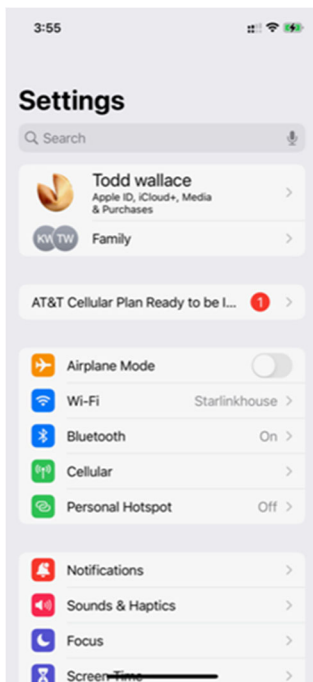 3:55
Settings
Search
Todd wallace
Apple ID, iCloud+, Media
& Purchases
KW TW Family
AT&T Cellular Plan Ready to be I... 1
Airplane Mode
Wi-Fi Starlinkhouse
Bluetooth On
Cellular
Personal Hotspot Off
Notifications
Sounds & Haptics
Focus
Screen Time